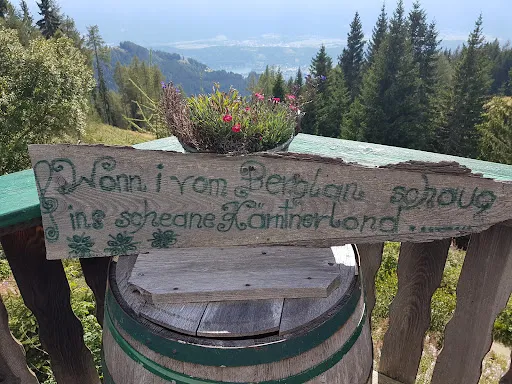 Wonn i vom Berglan schaug
ins scheane Kärntnerlond.....